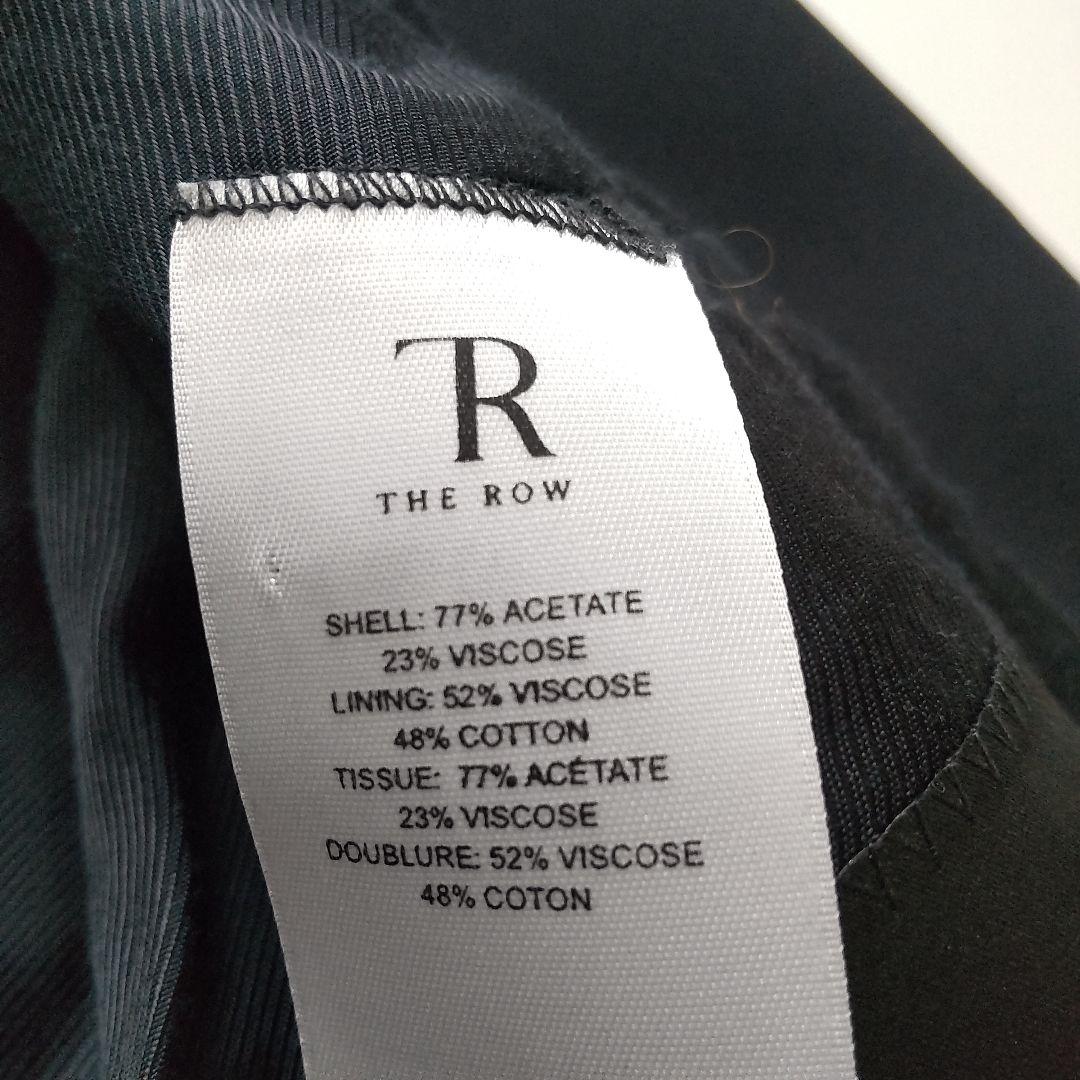 TR
THE ROW
SHELL: 77% ACETATE
23% VISCOSE
LINING: 52% VISCOSE
48% COTTON
TISSUE: 77% ACÉTATE
23% VISCOSE
DOUBLURE: 52% VISCOSE
48% COTON